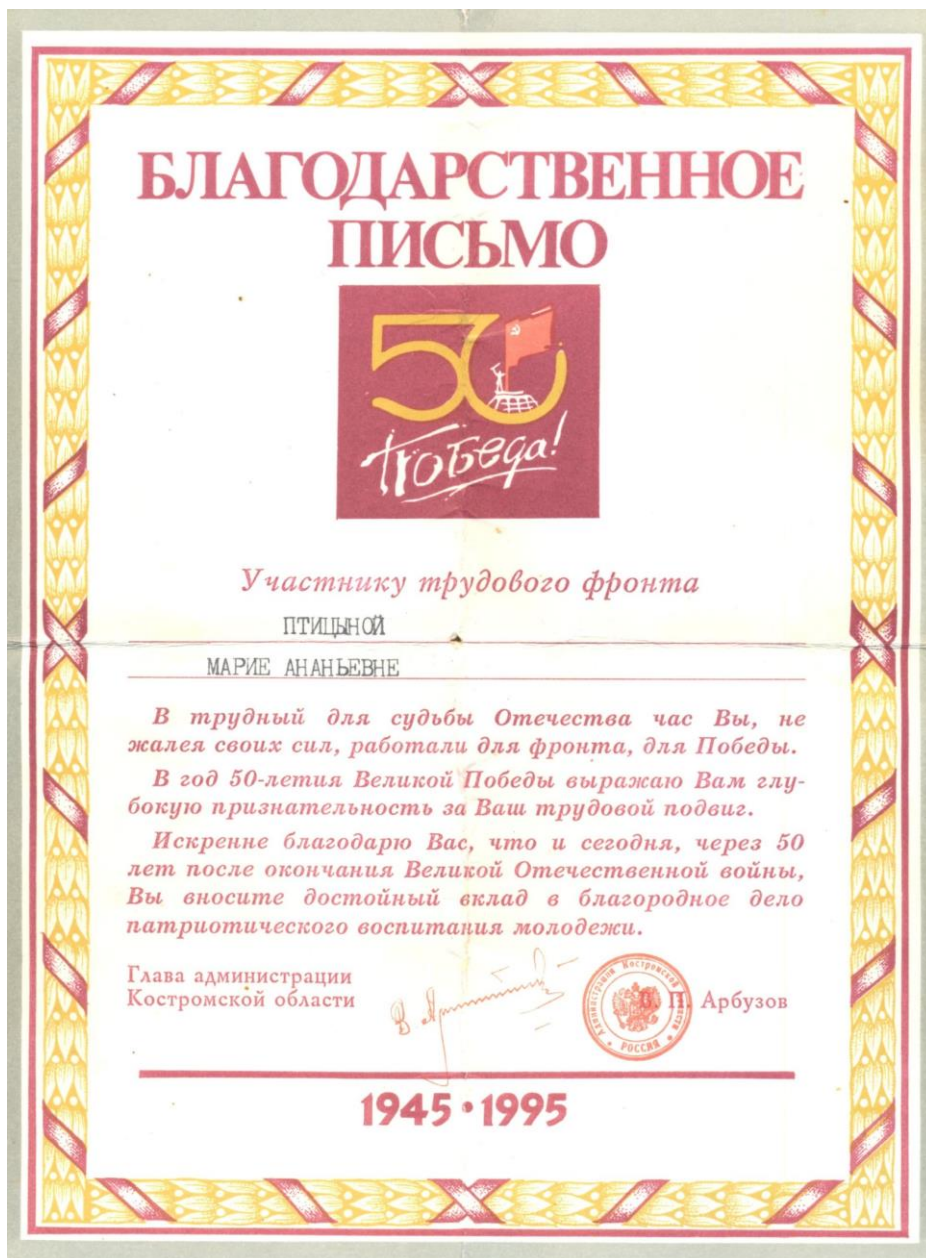 БЛАГОДАРСТВЕННОЕ
ПИСЬМО
50
Победа!
Участнику трудового фронта
ПТИЦЫНОЙ
МАРИЕ АНАНЬЕВНЕ
В трудный для судьбы Отечества час Вы, не
жалея своих сил, работали для фронта, для Победы.
В год 50-летия Великой Победы выражаю Вам глу-
бокую признательность за Ваш трудовой подвиг.
Искренне благодарю Вас, что и сегодня, через 50
лет после окончания Великой Отечественной войны,
Вы вносите достойный вклад в благородное дело
патриотического воспитания молодежи.
Глава администрации
Костромской области
П. Арбузов
Администрация Костромской области
РОССИЯ
1945 • 1995